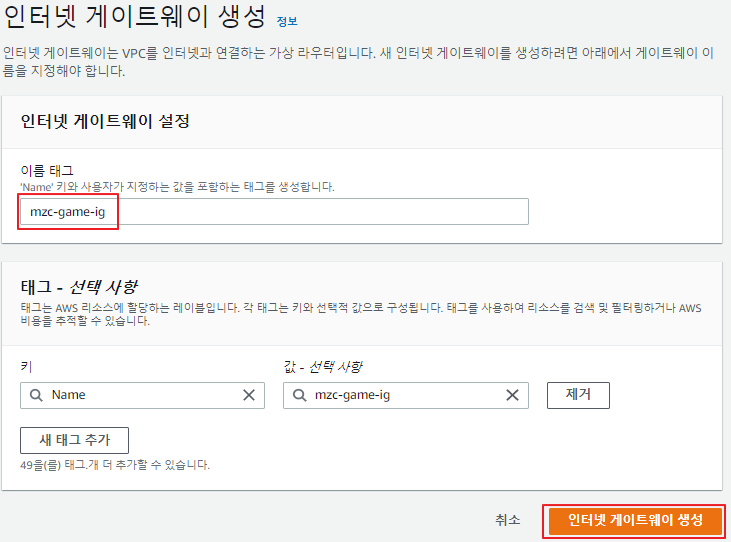 인터넷 게이트웨이 생성 정보
인터넷 게이트웨이는 VPC를 인터넷과 연결하는 가상 라우터입니다. 새 인터넷 게이트웨이를 생성하려면 아래에서 게이트웨이 이
름을 지정해야 합니다.
인터넷 게이트웨이 설정
이름 태그
'Name' 키와 사용자가 지정하는 값을 포함하는 태그를 생성합니다.
mzc-game-ig
태그 - 선택 사항
태그는 AWS 리소스에 할당하는 레이블입니다. 각 태그는 키와 선택적 값으로 구성됩니다. 태그를 사용하여 리소스를 검색 및 필터링하거나 AWS
비용을 추적할 수 있습니다.
키 값 - 선택 사항
Name mzc-game-ig 제거
새 태그 추가
49을(를) 태그.개 더 추가할 수 있습니다.
취소 인터넷 게이트웨이 생성